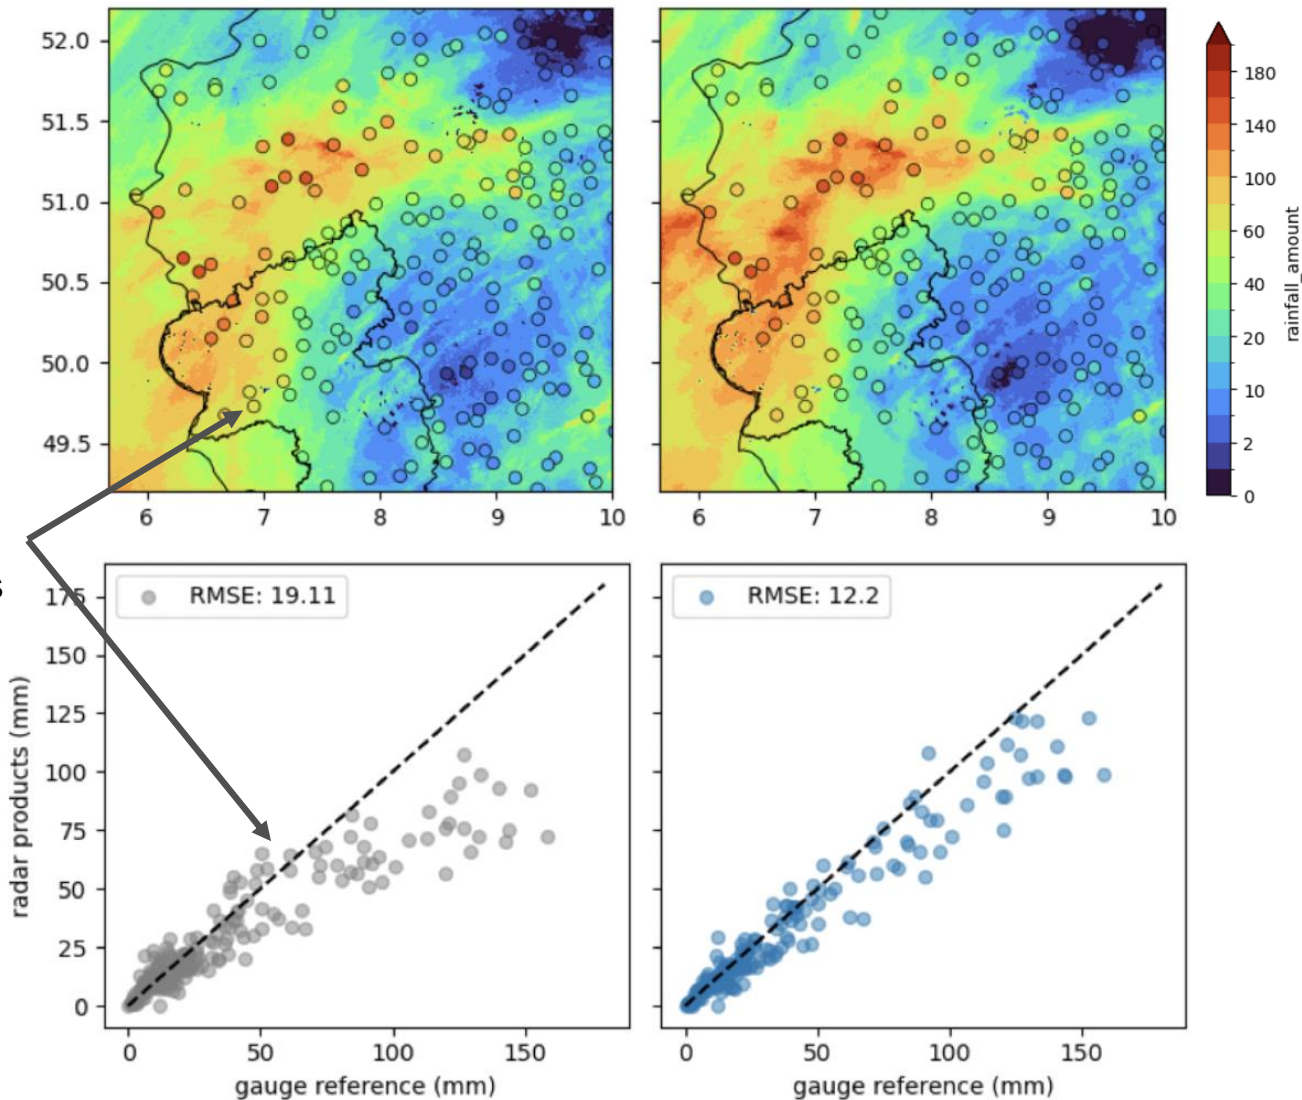 52.0
51.5
51.0
50.5
50.0
49.5
6 7 8 9 10
6 7 8 9 10
180
140
100
60
40
20
10
2
0
rainfall_amount
s
RMSE: 19.11
RMSE: 12.2
175
150
125
100
75
50
25
0
radar products (mm)
0 50 100 150
0 50 100 150
gauge reference (mm)
gauge reference (mm)